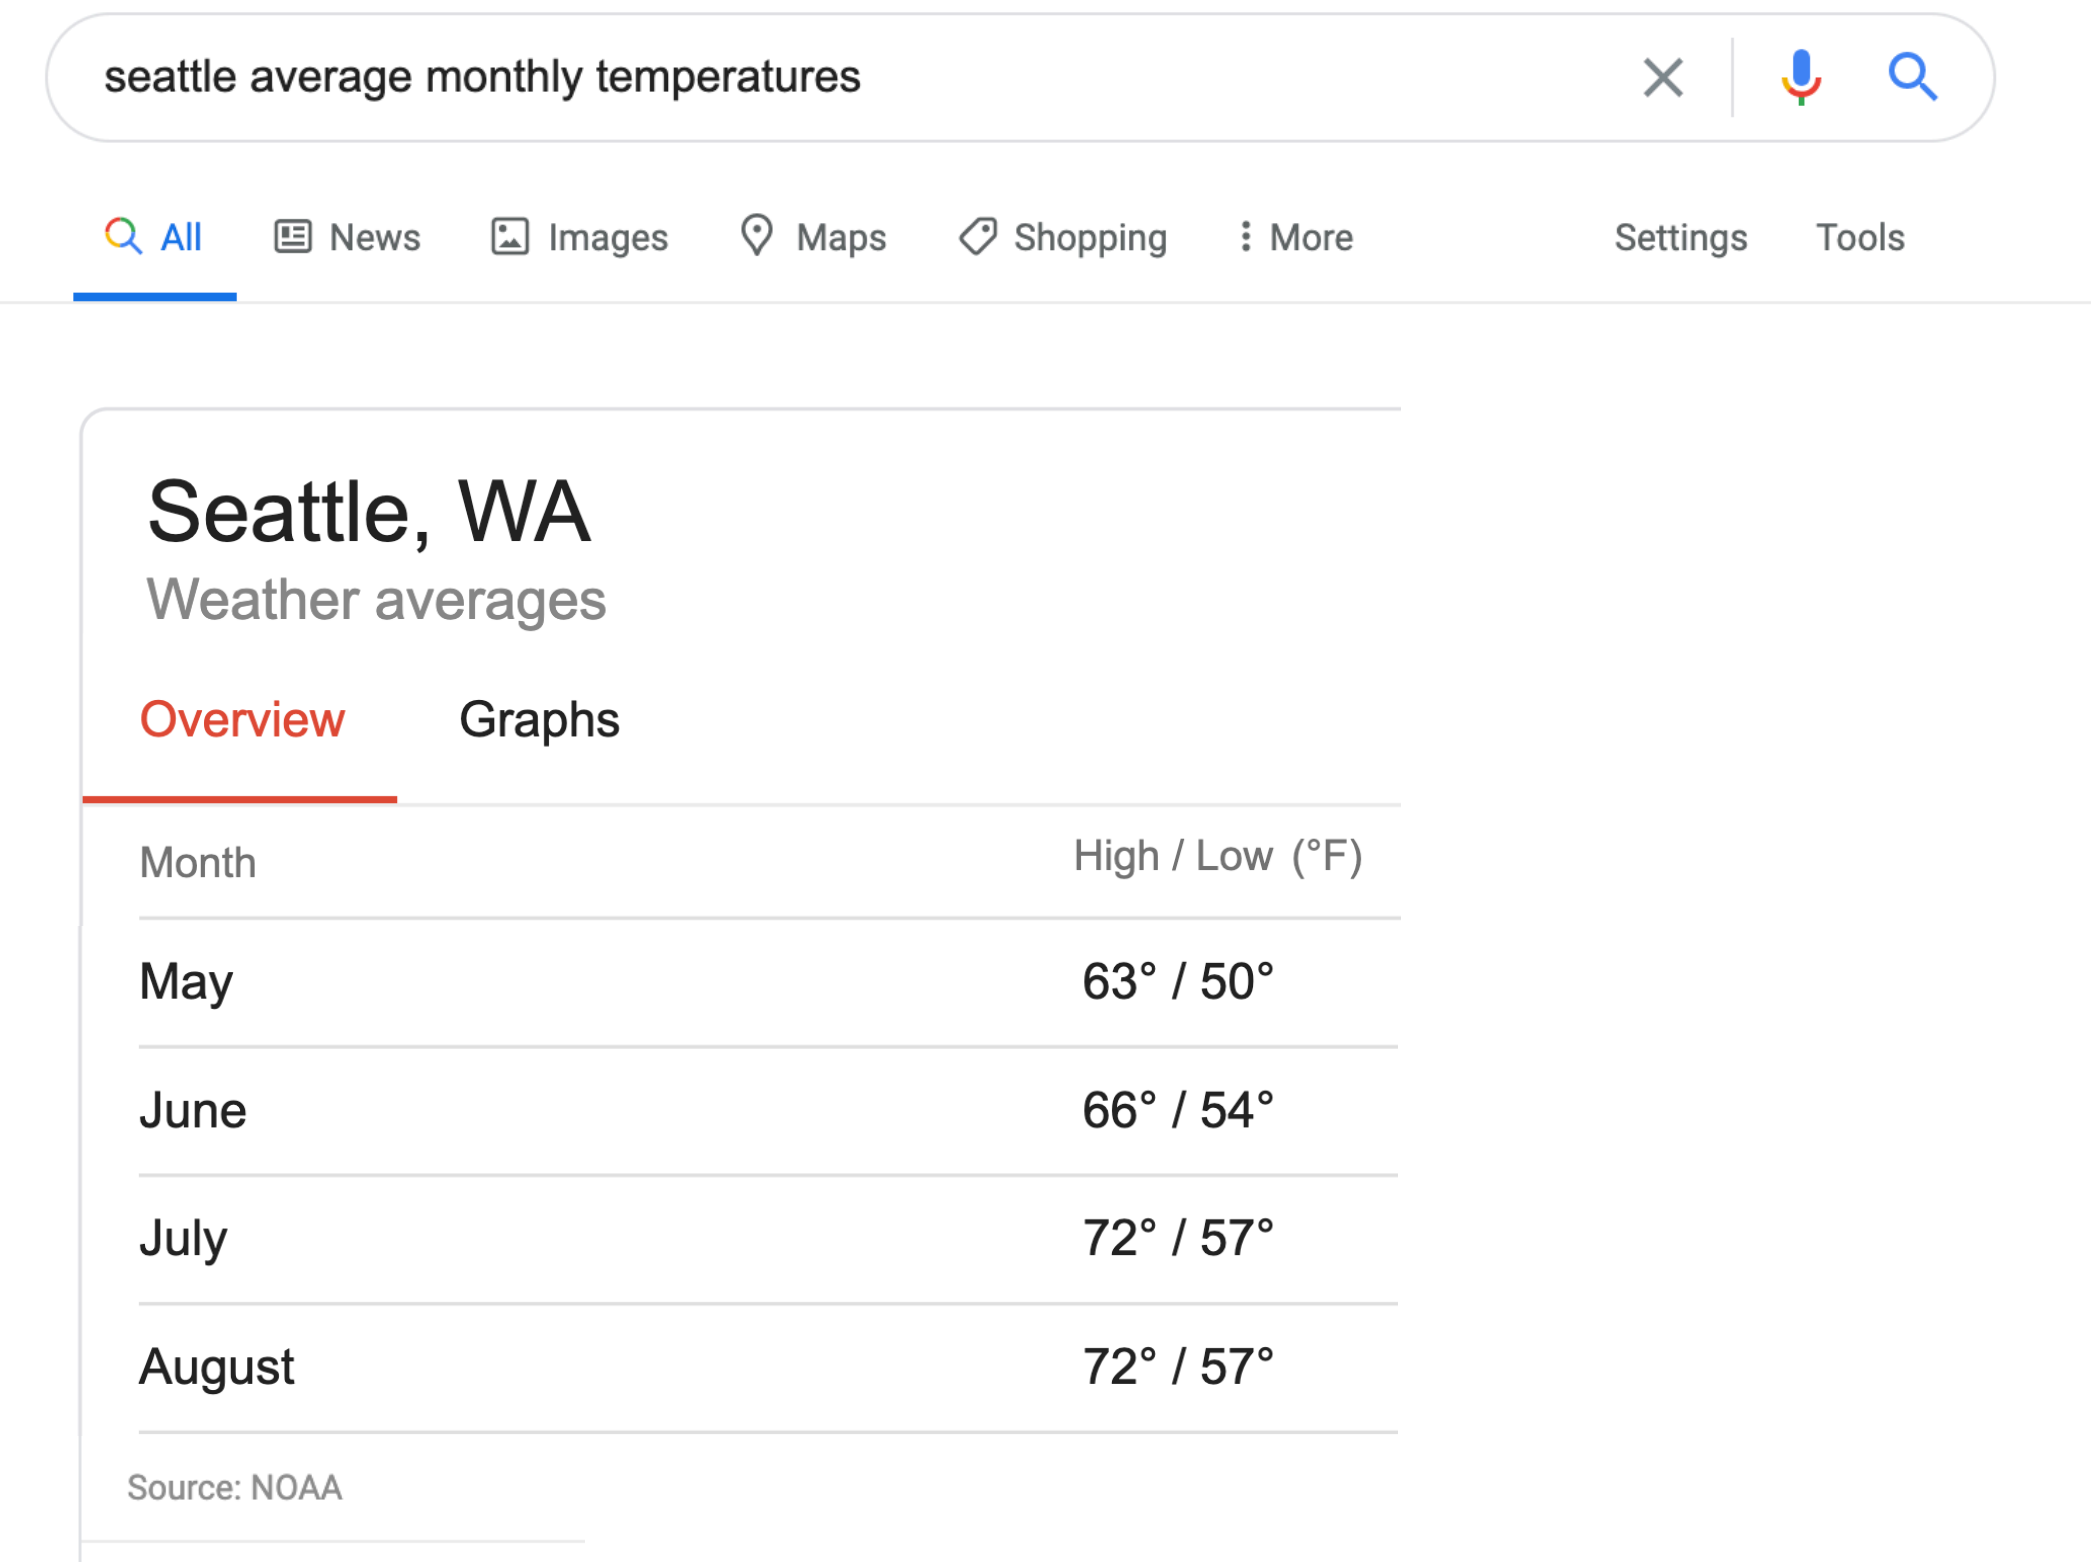 seattle average monthly temperatures
All News Images Maps Shopping More Settings Tools
Seattle, WA
Weather averages
Overview Graphs
Month High / Low (°F)
May 63° / 50°
June 66° / 54°
July 72° / 57°
August 72° / 57°
Source: NOAA